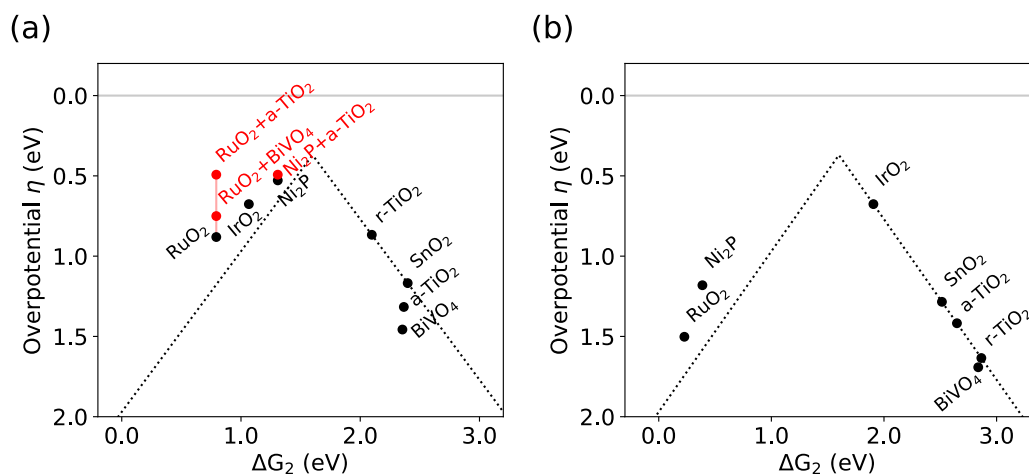 (a)
(b)
Overpotential η (eV)
0.0
0.5
1.0
1.5
2.0
RuO₂+a-TiO₂
RuO₂+BiVO₄
Ni₂P+a-TiO₂
Ni₂P
IrO₂
RuO₂
r-TiO₂
SnO₂
a-TiO₂
BiVO₄
0.0 1.0 2.0 3.0
ΔG₂ (eV)
Overpotential η (eV)
0.0
0.5
1.0
1.5
2.0
IrO₂
Ni₂P
RuO₂
SnO₂
a-TiO₂
r-TiO₂
BiVO₄
0.0 1.0 2.0 3.0
ΔG₂ (eV)